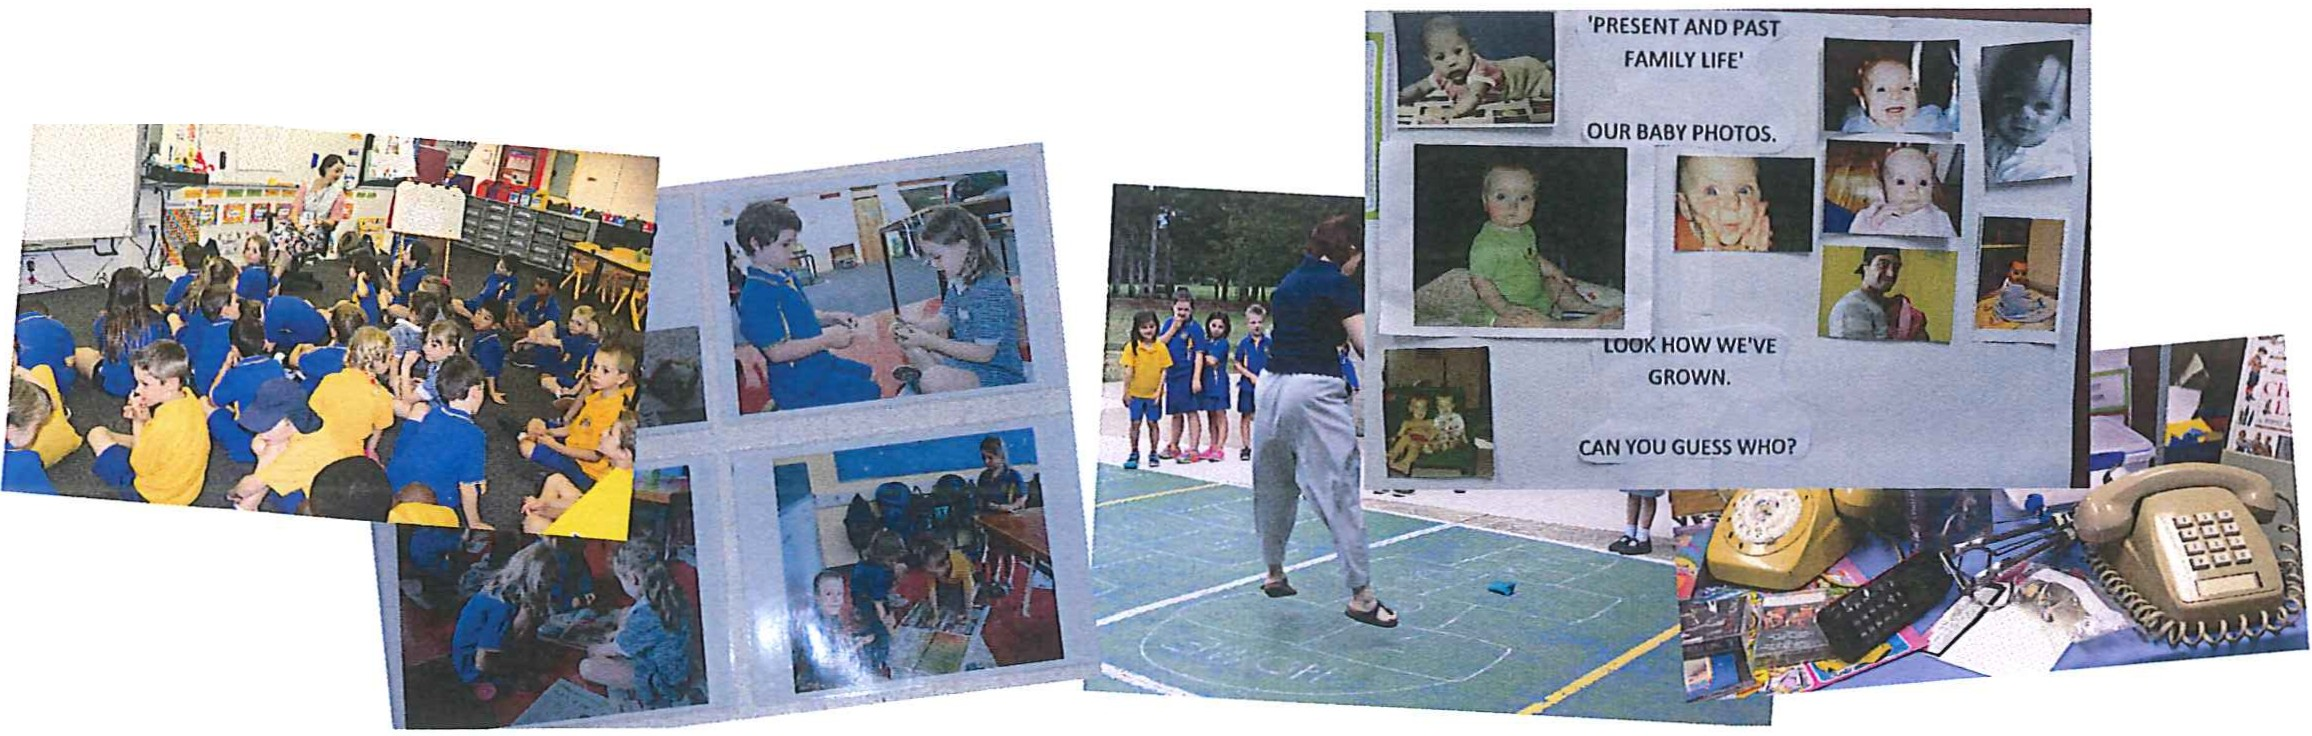 'PRESENT AND PAST
FAMILY LIFE'
OUR BABY PHOTOS.
LOOK HOW WE'VE
GROWN.
CAN YOU GUESS WHO?